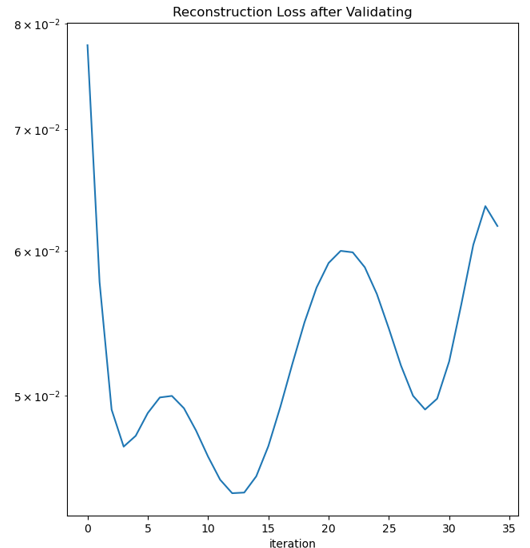 Reconstruction Loss after Validating
8 × 10⁻²
7 × 10⁻²
6 × 10⁻²
5 × 10⁻²
0 5 10 15 20 25 30 35
iteration